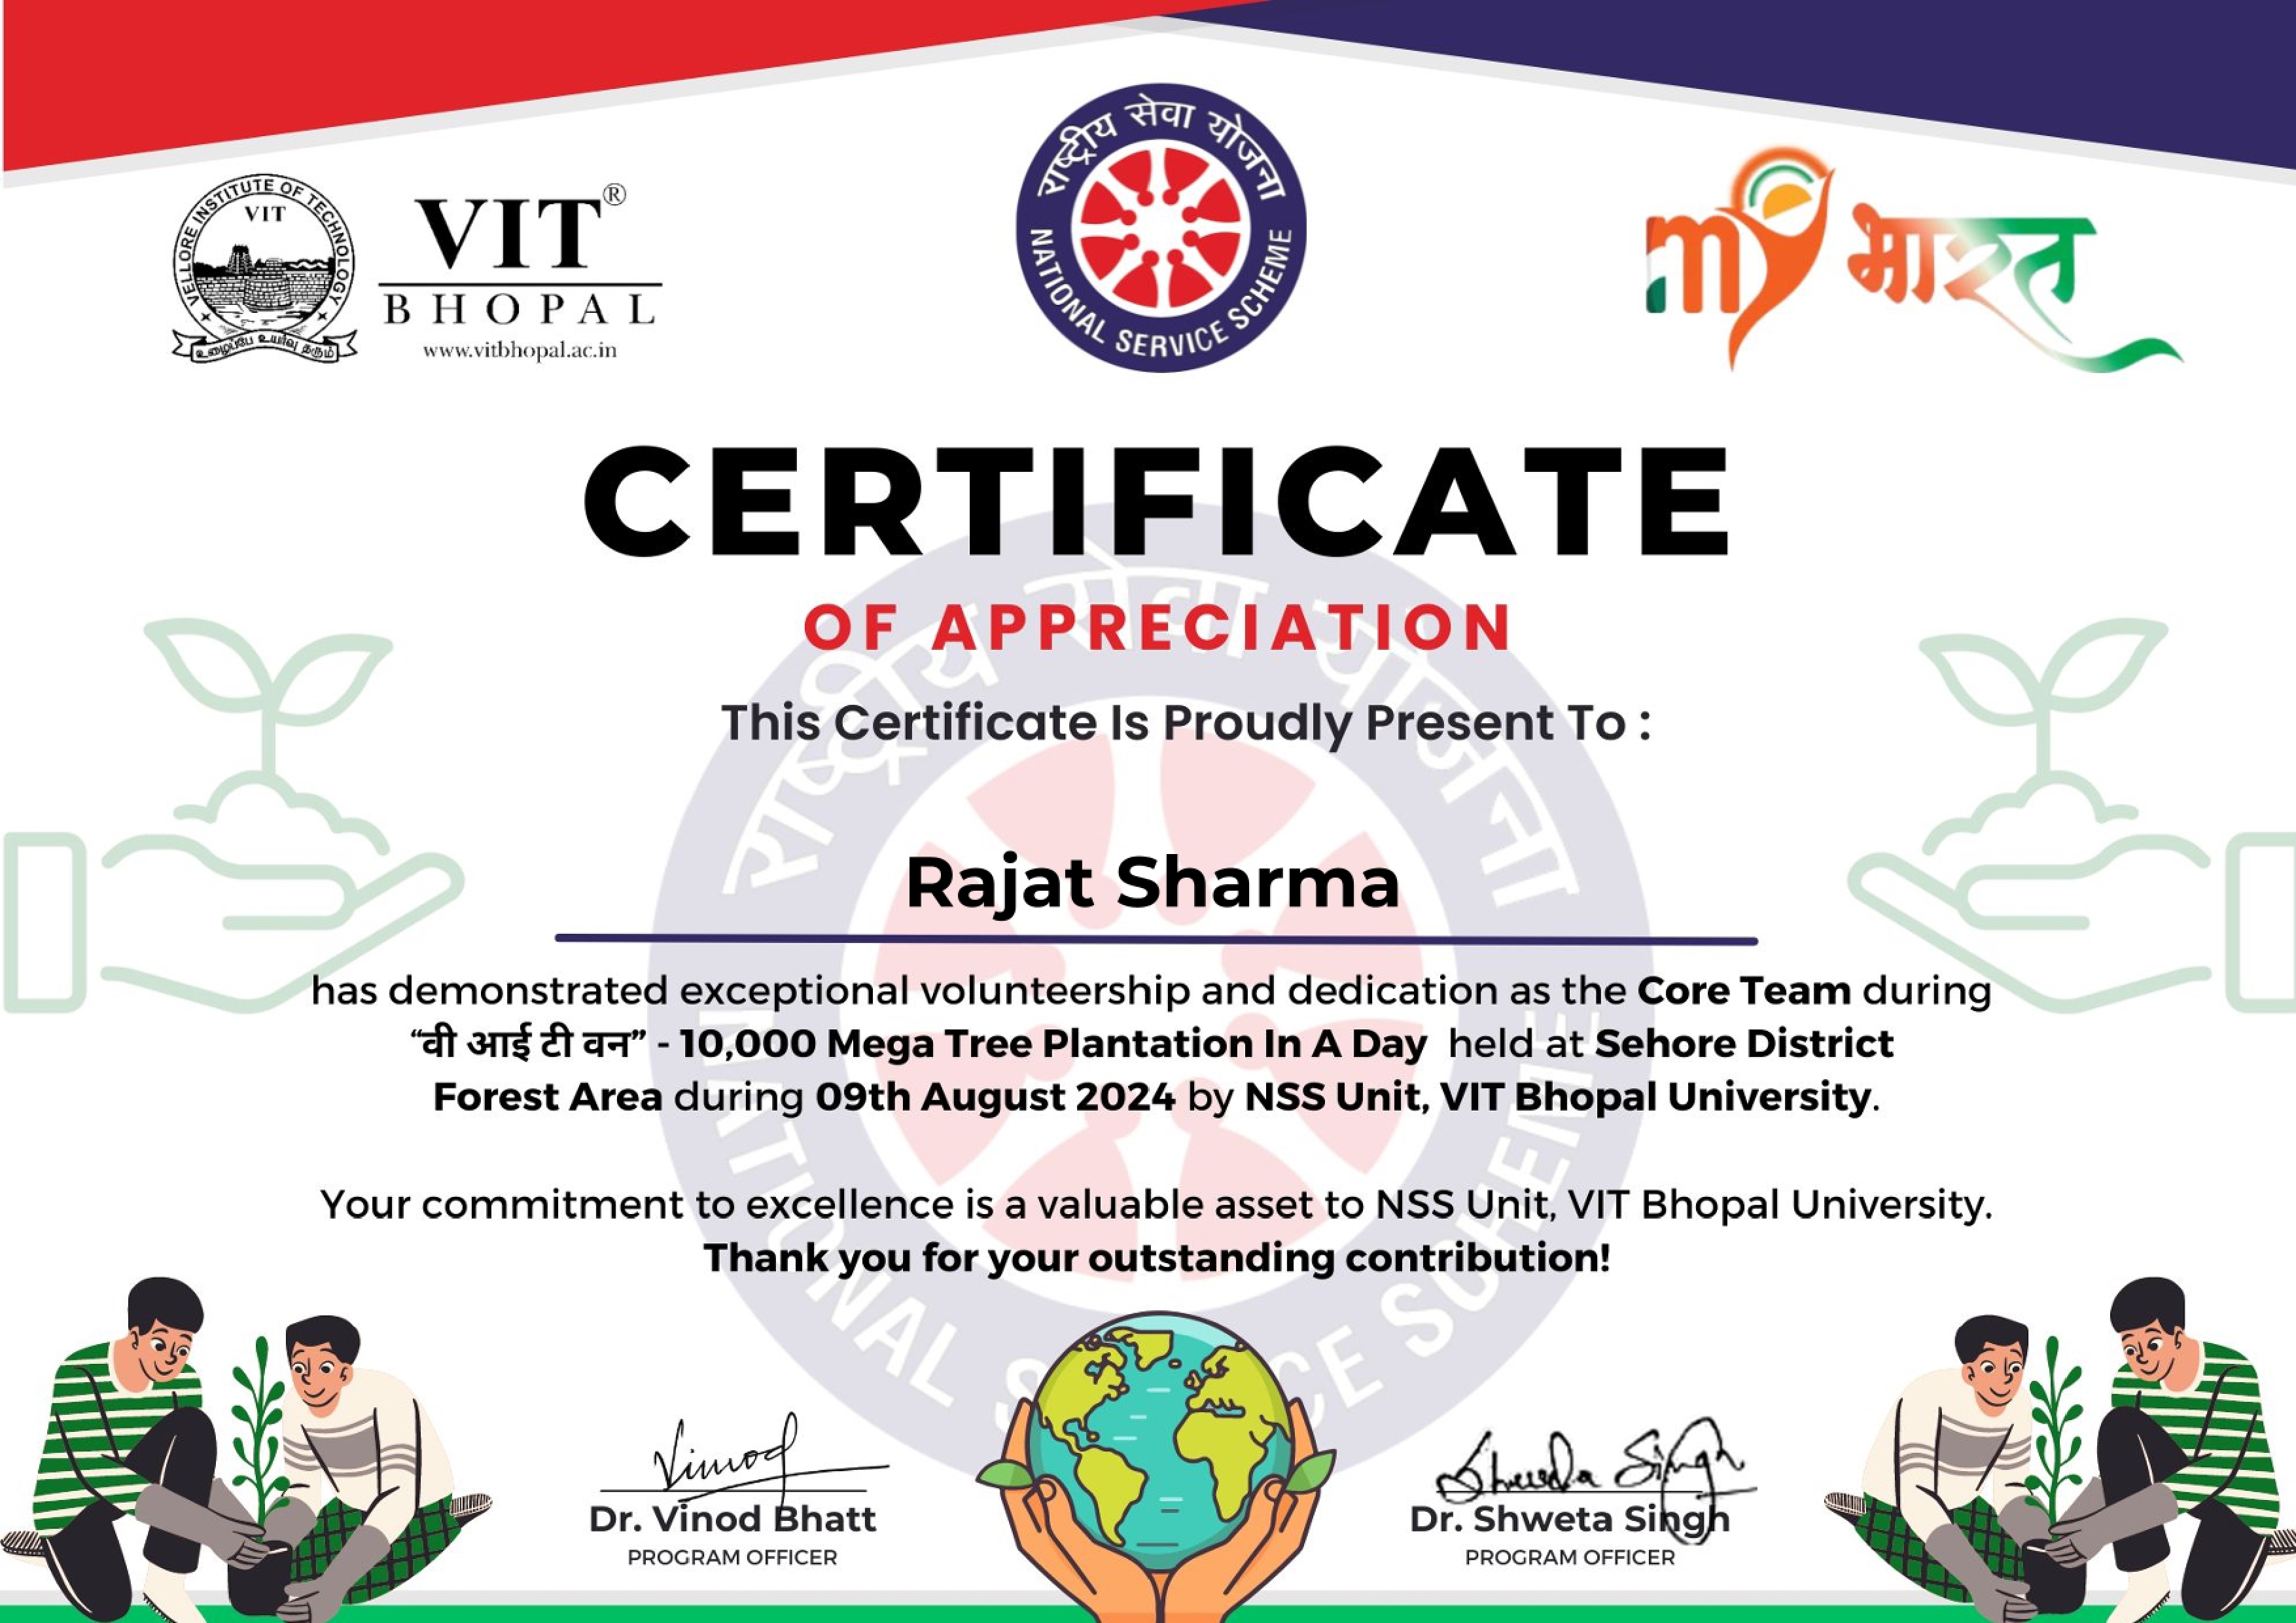 VELLORE INSTITUTE OF TECHNOLOGY
VIT
உழைப்பே உயர்வு தரும்
VIT®
BHOPAL
www.vitbhopal.ac.in
राष्ट्रीय सेवा योजना
NATIONAL SERVICE SCHEME
my भारत
CERTIFICATE
OF APPRECIATION
This Certificate Is Proudly Present To :
Rajat Sharma
has demonstrated exceptional volunteership and dedication as the Core Team during
“वी आई टी वन” - 10,000 Mega Tree Plantation In A Day held at Sehore District
Forest Area during 09th August 2024 by NSS Unit, VIT Bhopal University.
Your commitment to excellence is a valuable asset to NSS Unit, VIT Bhopal University.
Thank you for your outstanding contribution!
राष्ट्रीय सेवा योजना
NATIONAL SERVICE SCHEME
Vinod
Dr. Vinod Bhatt
PROGRAM OFFICER
Shweta Singh
Dr. Shweta Singh
PROGRAM OFFICER